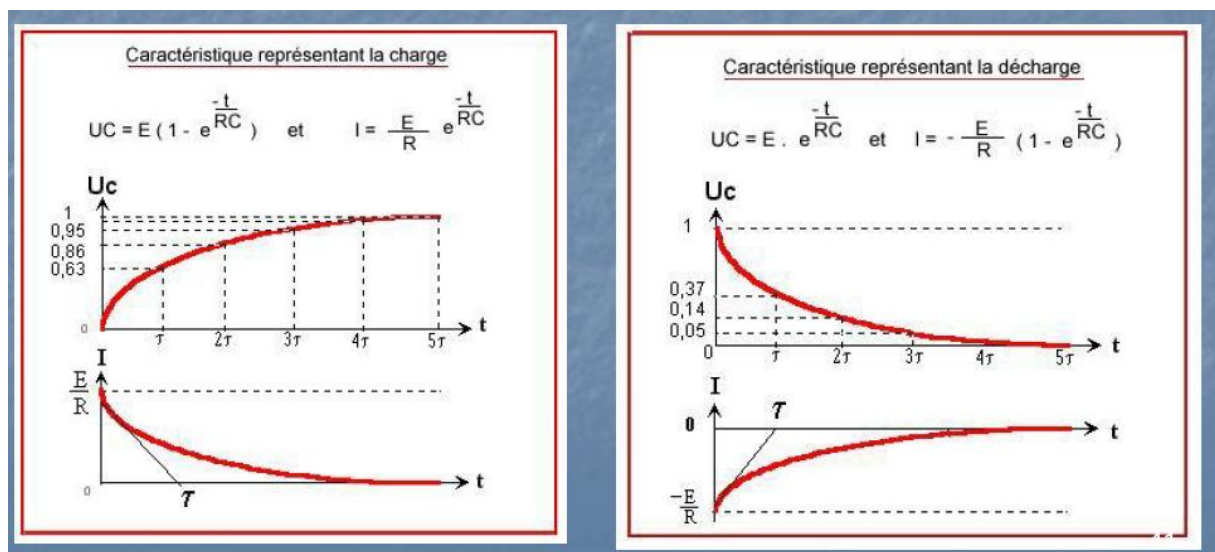 Caractéristique représentant la charge
UC = E ( 1 - e^{-t/RC} ) et I = E/R e^{-t/RC}
Uc
1
0,95
0,86
0,63
0
τ 2τ 3τ 4τ 5τ t
I
E/R
0
τ t
Caractéristique représentant la décharge
UC = E . e^{-t/RC} et I = - E/R ( 1 - e^{-t/RC} )
Uc
1
0,37
0,14
0,05
0 τ 2τ 3τ 4τ 5τ t
I
τ
0 t
-E/R